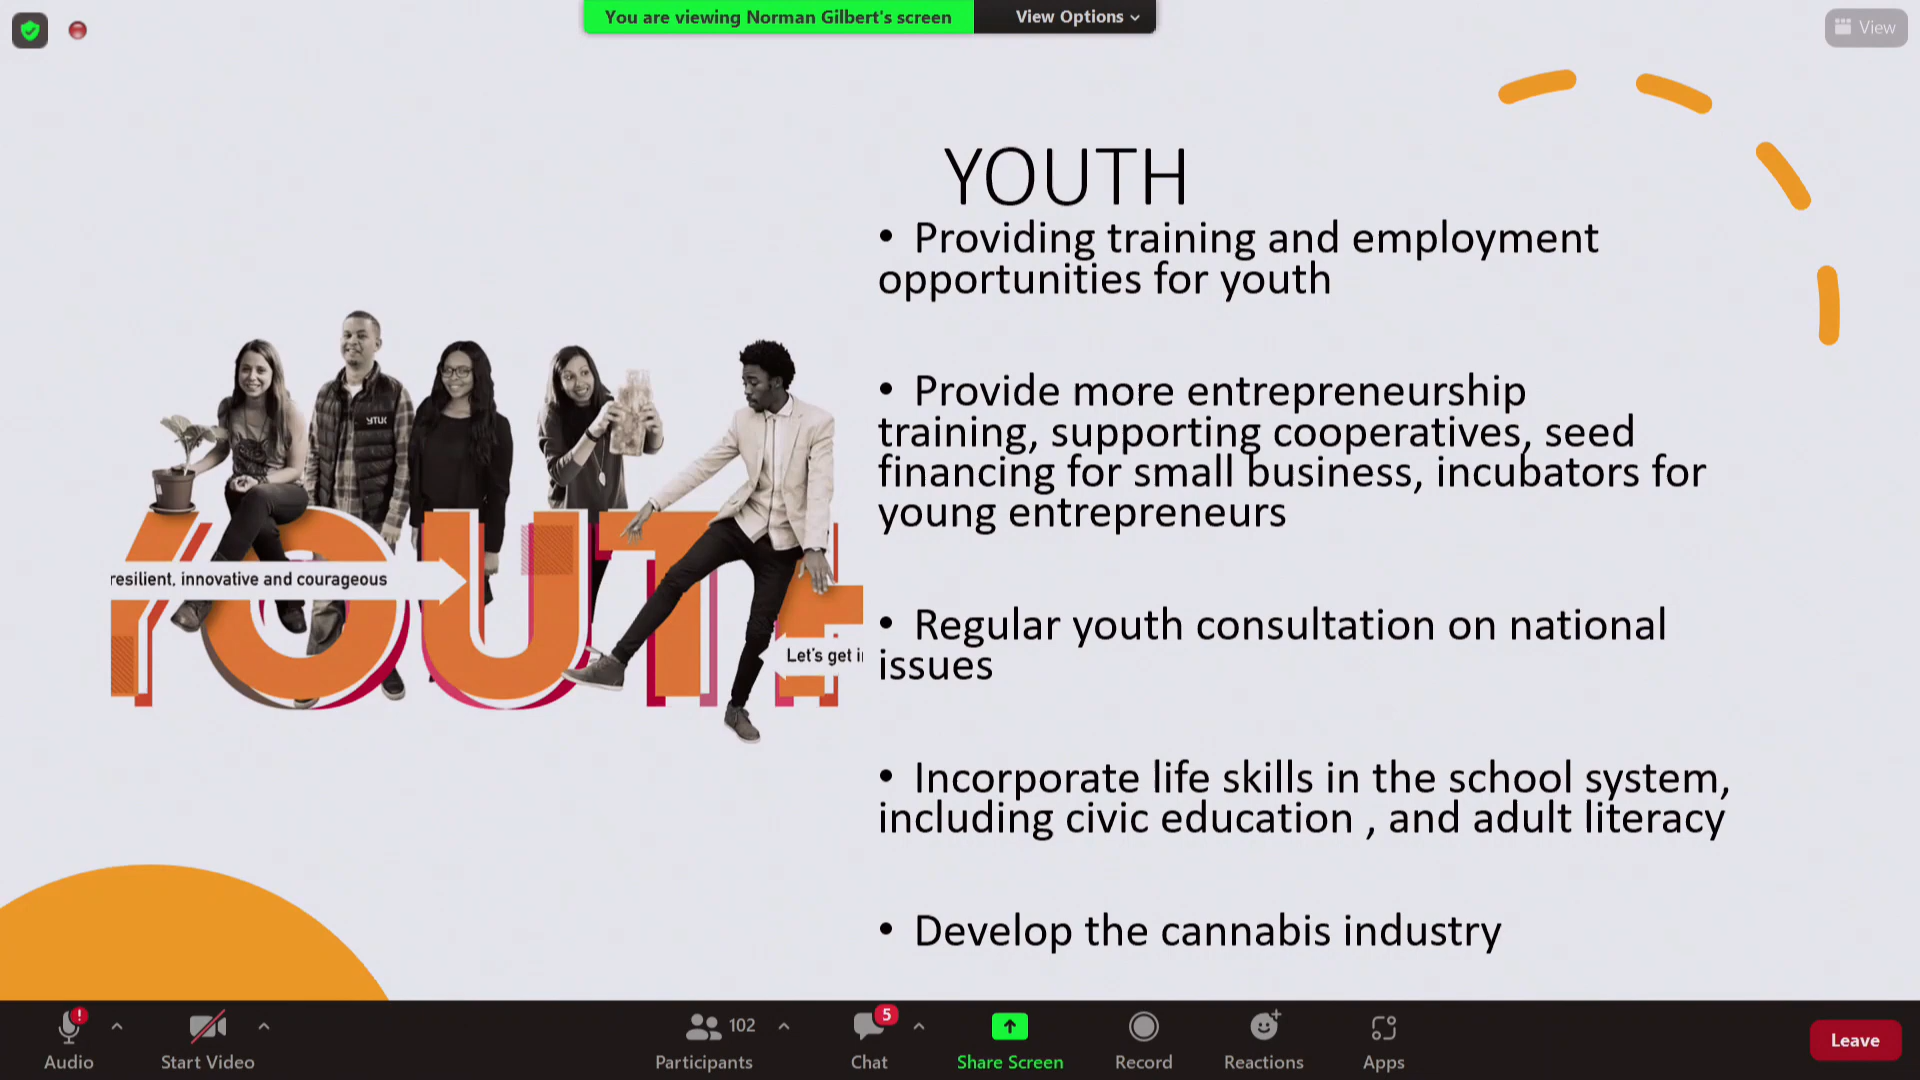 You are viewing Norman Gilbert's screen
View Options
View
YOUTH
• Providing training and employment
opportunities for youth
• Provide more entrepreneurship
training, supporting cooperatives, seed
financing for small business, incubators for
young entrepreneurs
• Regular youth consultation on national
issues
• Incorporate life skills in the school system,
including civic education , and adult literacy
• Develop the cannabis industry
YTUK
YOUTH
resilient, innovative and courageous
Let's get i
Audio
Start Video
Participants
102
Chat
5
Share Screen
Record
Reactions
Apps
Leave